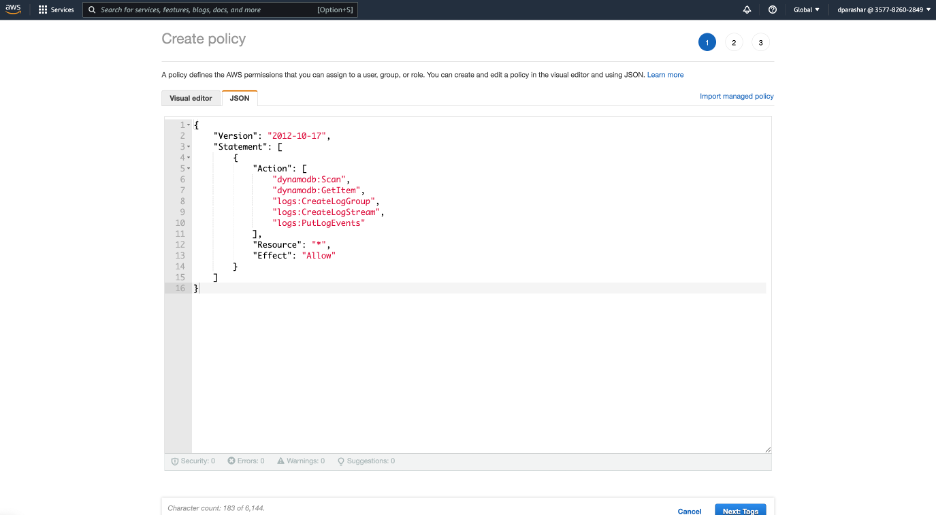 aws Services Search for services, features, blogs, docs, and more [Option+S] Global dparashar @ 3577-8260-2849
Create policy
1 2 3
A policy defines the AWS permissions that you can assign to a user, group, or role. You can create and edit a policy in the visual editor and using JSON. Learn more
Visual editor JSON Import managed policy
1 {
2 "Version": "2012-10-17",
3 "Statement": [
4 {
5 "Action": [
6 "dynamodb:Scan",
7 "dynamodb:GetItem",
8 "logs:CreateLogGroup",
9 "logs:CreateLogStream",
10 "logs:PutLogEvents"
11 ],
12 "Resource": "*",
13 "Effect": "Allow"
14 }
15 ]
16 }
Security: 0 Errors: 0 Warnings: 0 Suggestions: 0
Character count: 183 of 6,144.
Cancel Next: Tags